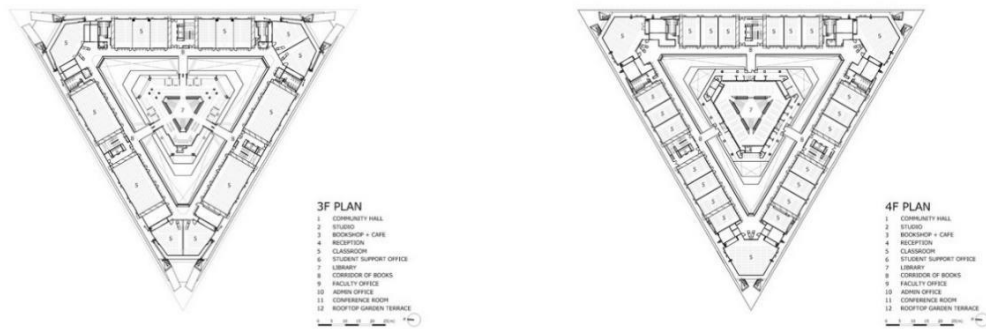 3F PLAN
1 COMMUNITY HALL
2 STUDIO
3 BOOKSHOP + CAFE
4 RECEPTION
5 CLASSROOM
6 STUDENT SUPPORT OFFICE
7 LIBRARY
8 CORRIDOR OF BOOKS
9 FACULTY OFFICE
10 ADMIN OFFICE
11 CONFERENCE ROOM
12 ROOFTOP GARDEN TERRACE
4F PLAN
1 COMMUNITY HALL
2 STUDIO
3 BOOKSHOP + CAFE
4 RECEPTION
5 CLASSROOM
6 STUDENT SUPPORT OFFICE
7 LIBRARY
8 CORRIDOR OF BOOKS
9 FACULTY OFFICE
10 ADMIN OFFICE
11 CONFERENCE ROOM
12 ROOFTOP GARDEN TERRACE